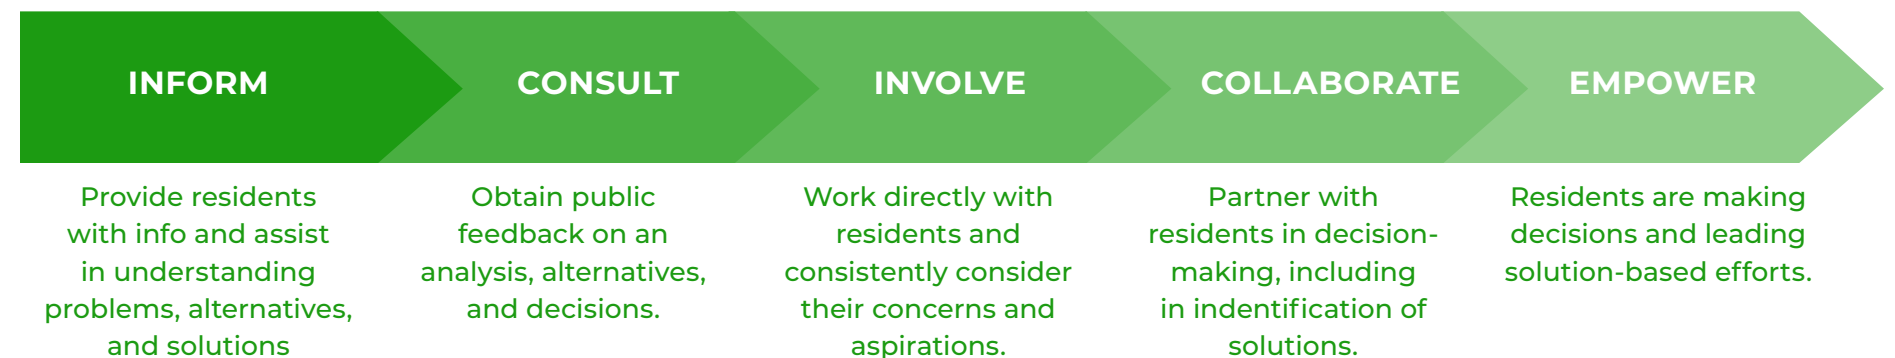 INFORM
Provide residents
with info and assist
in understanding
problems, alternatives,
and solutions
CONSULT
Obtain public
feedback on an
analysis, alternatives,
and decisions.
INVOLVE
Work directly with
residents and
consistently consider
their concerns and
aspirations.
COLLABORATE
Partner with
residents in decision-
making, including
in indentification of
solutions.
EMPOWER
Residents are making
decisions and leading
solution-based efforts.